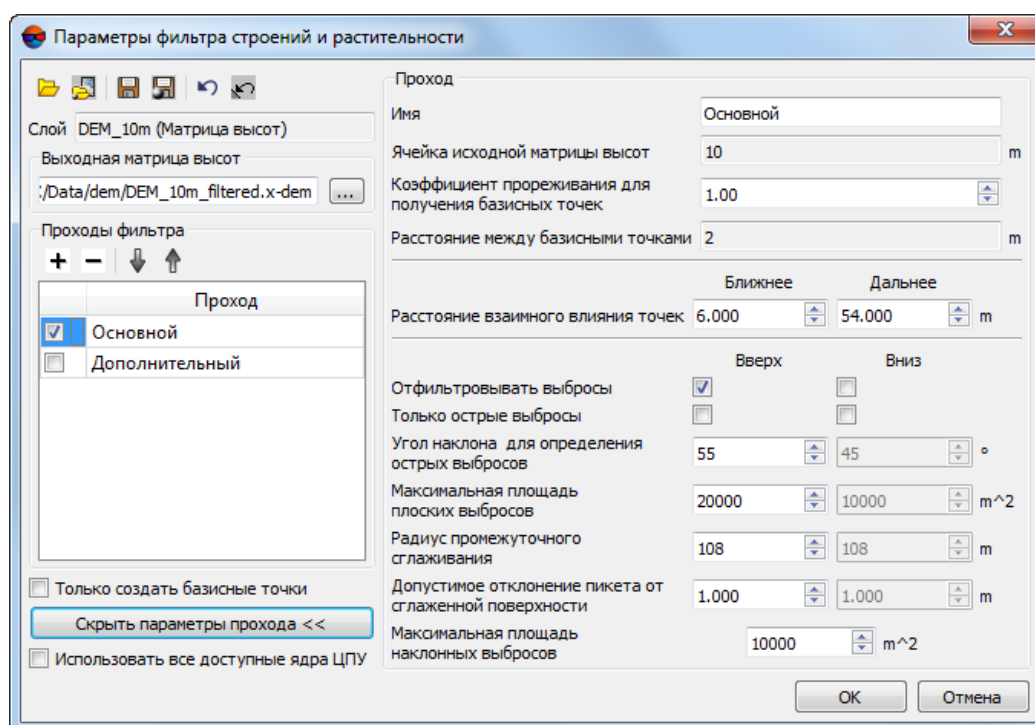 Параметры фильтра строений и растительности
Слой DEM_10m (Матрица высот)
Выходная матрица высот
:/Data/dem/DEM_10m_filtered.x-dem ...
Проходы фильтра
Проход
Основной
Дополнительный
Только создать базисные точки
Скрыть параметры прохода <<
Использовать все доступные ядра ЦПУ
Проход
Имя Основной
Ячейка исходной матрицы высот 10 m
Коэффициент прореживания для
получения базисных точек 1.00
Расстояние между базисными точками 2 m
Ближнее Дальнее
Расстояние взаимного влияния точек 6.000 54.000 m
Вверх Вниз
Отфильтровывать выбросы
Только острые выбросы
Угол наклона для определения
острых выбросов 55 45 °
Максимальная площадь
плоских выбросов 20000 10000 m^2
Радиус промежуточного
сглаживания 108 108 m
Допустимое отклонение пикета от
сглаженной поверхности 1.000 1.000 m
Максимальная площадь
наклонных выбросов 10000 m^2
OK Отмена